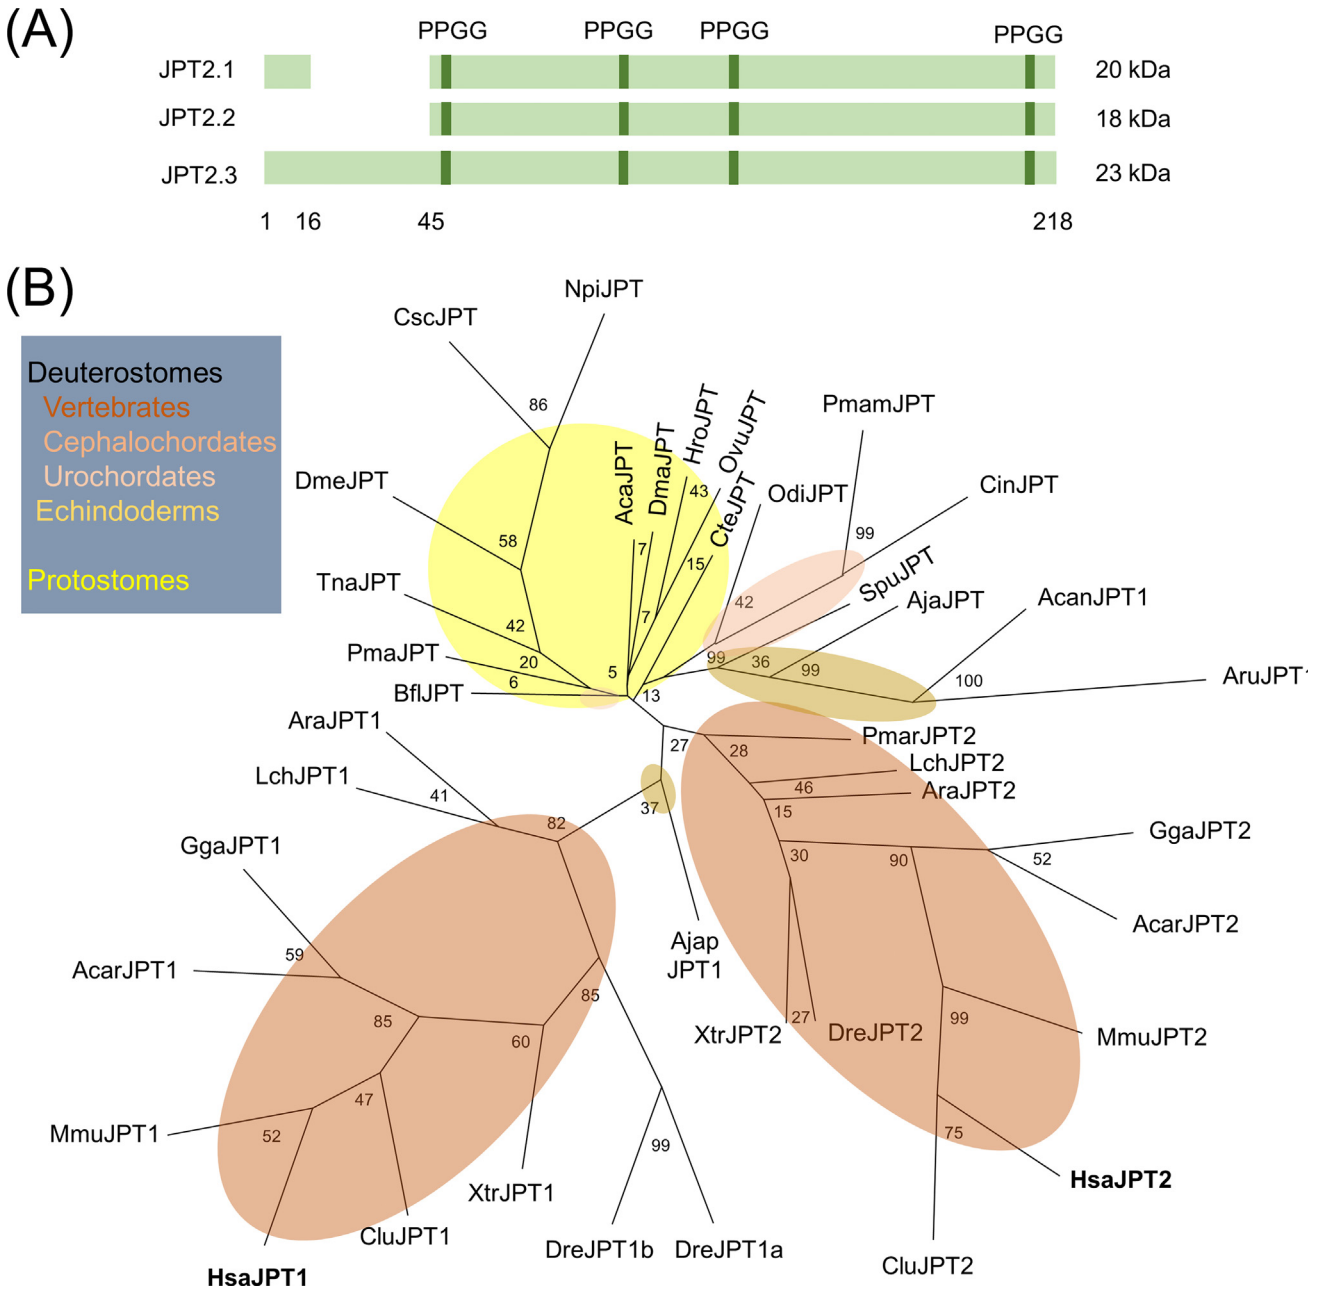 (A)
PPGG PPGG PPGG PPGG
JPT2.1 20 kDa
JPT2.2 18 kDa
JPT2.3 23 kDa
1 16 45 218
(B)
Deuterostomes
Vertebrates
Cephalochordates
Urochordates
Echindoderms
Protostomes
NpiJPT
CscJPT
86
DmeJPT
58
TnaJPT
42
PmaJPT
20
BflJPT
6
5
AcaJPT
7
DmaJPT
HroJPT
43
OvuJPT
7
CteJPT
15
13
OdiJPT
PmamJPT
CinJPT
99
42
SpuJPT
99
36
AjaJPT
99
AcanJPT1
100
AruJPT1
AraJPT1
LchJPT1
41
82
27
37
28
PmarJPT2
LchJPT2
46
AraJPT2
15
30
90
GgaJPT2
52
AcarJPT2
GgaJPT1
59
AcarJPT1
85
60
85
Ajap
JPT1
XtrJPT2
27
DreJPT2
99
MmuJPT2
47
MmuJPT1
52
75
HsaJPT2
99
XtrJPT1
CluJPT1
HsaJPT1
DreJPT1b
DreJPT1a
CluJPT2